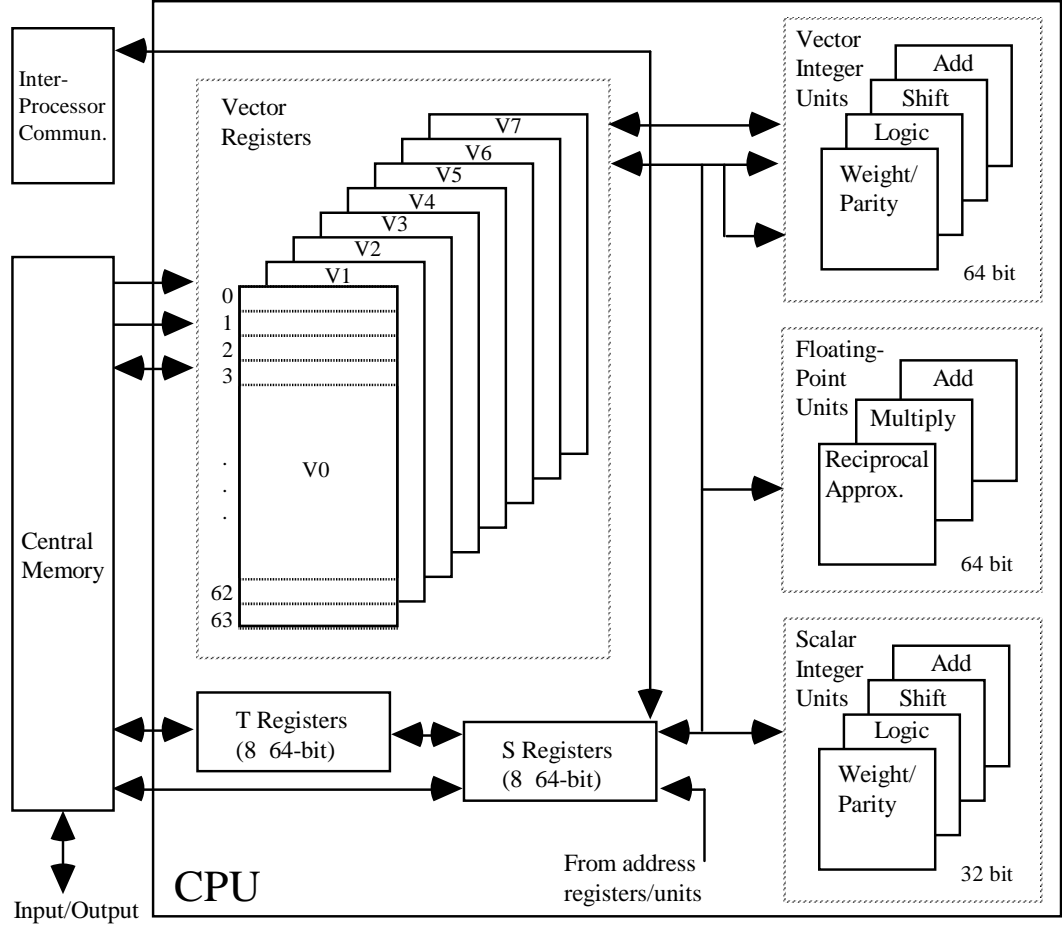 Inter-
Processor
Commun.
Central
Memory
Input/Output
CPU
Vector
Registers
V7
V6
V5
V4
V3
V2
V1
V0
0
1
2
3
.
.
.
62
63
T Registers
(8 64-bit)
S Registers
(8 64-bit)
From address
registers/units
Vector
Integer
Units
Add
Shift
Logic
Weight/
Parity
64 bit
Floating-
Point
Units
Add
Multiply
Reciprocal
Approx.
64 bit
Scalar
Integer
Units
Add
Shift
Logic
Weight/
Parity
32 bit